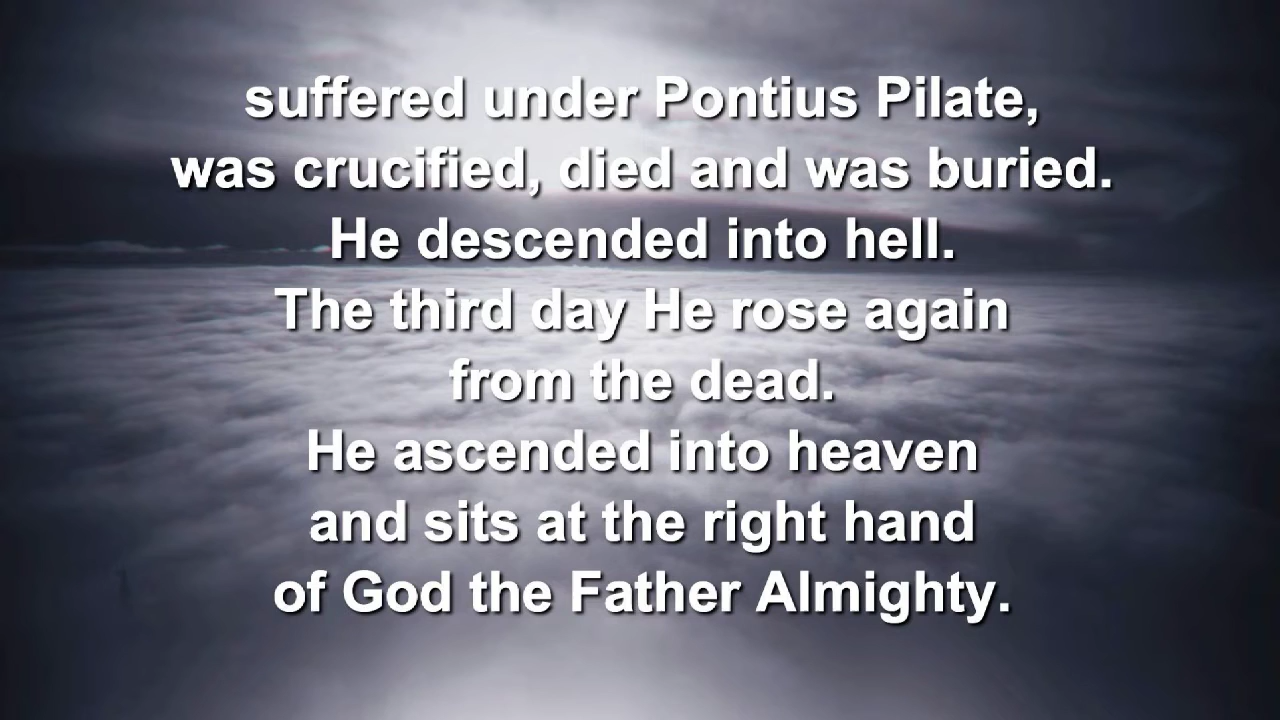 suffered under Pontius Pilate,
was crucified, died and was buried.
He descended into hell.
The third day He rose again
from the dead.
He ascended into heaven
and sits at the right hand
of God the Father Almighty.